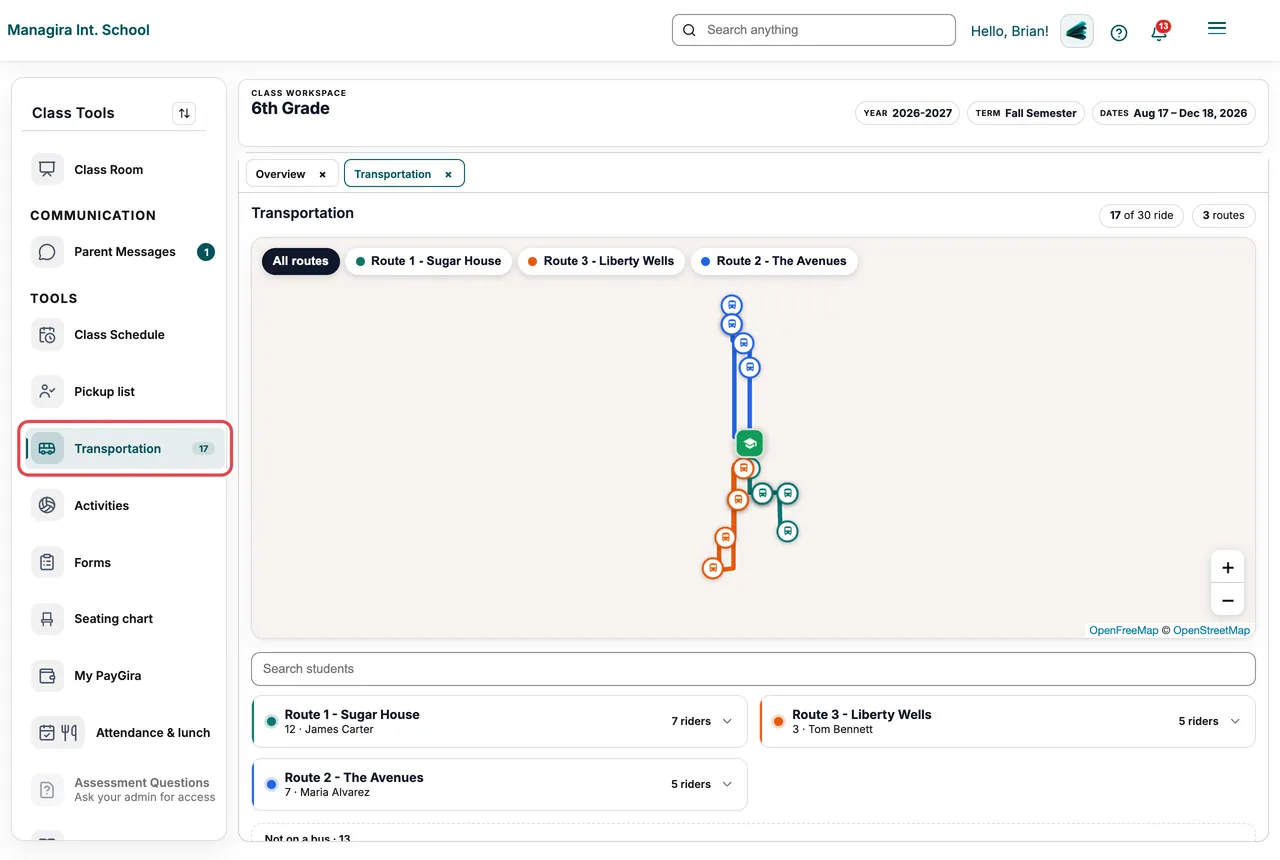 Managira Int. School
Search anything
Hello, Brian!
13
Class Tools
Class Room
COMMUNICATION
Parent Messages
1
TOOLS
Class Schedule
Pickup list
Transportation
17
Activities
Forms
Seating chart
My PayGira
Attendance & lunch
Assessment Questions
Ask your admin for access
CLASS WORKSPACE
6th Grade
YEAR 2026-2027
TERM Fall Semester
DATES Aug 17 – Dec 18, 2026
Overview ×
Transportation ×
Transportation
17 of 30 ride
3 routes
All routes
Route 1 - Sugar House
Route 3 - Liberty Wells
Route 2 - The Avenues
+
−
OpenFreeMap © OpenStreetMap
Search students
Route 1 - Sugar House
12 · James Carter
7 riders
Route 3 - Liberty Wells
3 · Tom Bennett
5 riders
Route 2 - The Avenues
7 · Maria Alvarez
5 riders
Not on a bus · 13